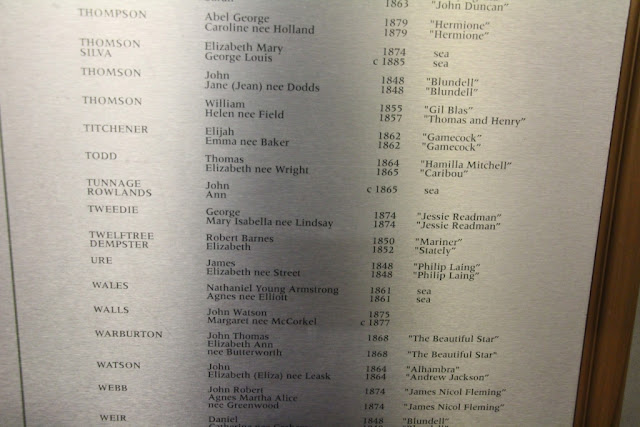 1863 "John Duncan"
THOMPSON Abel George 1879 "Hermione"
Caroline nee Holland 1879 "Hermione"
THOMSON Elizabeth Mary 1874 sea
SILVA George Louis c 1885 sea
THOMSON John 1848 "Blundell"
Jane (Jean) nee Dodds 1848 "Blundell"
THOMSON William 1855 "Gil Blas"
Helen nee Field 1857 "Thomas and Henry"
TITCHENER Elijah 1862 "Gamecock"
Emma nee Baker 1862 "Gamecock"
TODD Thomas 1864 "Hamilla Mitchell"
Elizabeth nee Wright 1865 "Caribou"
TUNNAGE John c 1865 sea
ROWLANDS Ann
TWEEDIE George 1874 "Jessie Readman"
Mary Isabella nee Lindsay 1874 "Jessie Readman"
TWELFTREE Robert Barnes 1850 "Mariner"
DEMPSTER Elizabeth 1852 "Stately"
URE James 1848 "Philip Laing"
Elizabeth nee Street 1848 "Philip Laing"
WALES Nathaniel Young Armstrong 1861 sea
Agnes nee Elliott 1861 sea
WALLS John Watson 1875
Margaret nee McCorkel c 1877
WARBURTON John Thomas 1868 "The Beautiful Star"
Elizabeth Ann
nee Butterworth 1868 "The Beautiful Star"
WATSON John 1864 "Alhambra"
Elizabeth (Eliza) nee Leask 1864 "Andrew Jackson"
WEBB John Robert 1874 "James Nicol Fleming"
Agnes Martha Alice
nee Greenwood 1874 "James Nicol Fleming"
WEIR Daniel 1848 "Blundell"